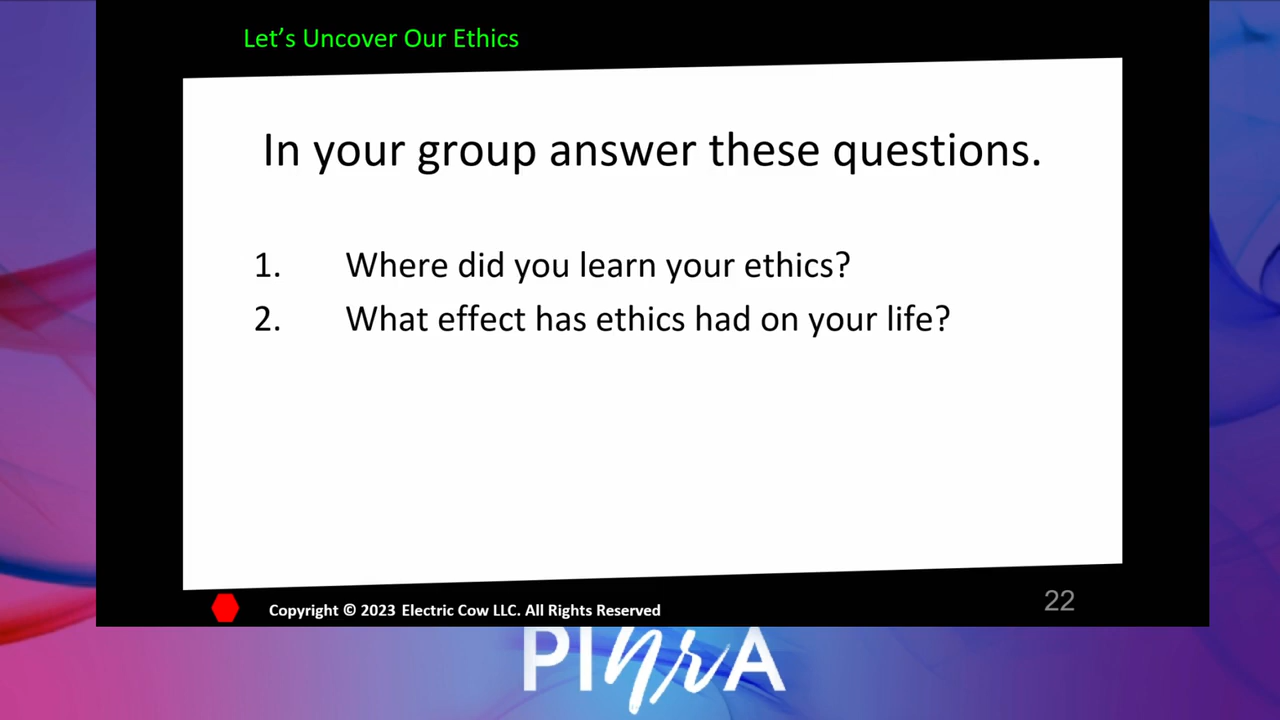 Let's Uncover Our Ethics
In your group answer these questions.
1. Where did you learn your ethics?
2. What effect has ethics had on your life?
Copyright © 2023 Electric Cow LLC. All Rights Reserved
22
PIhrA